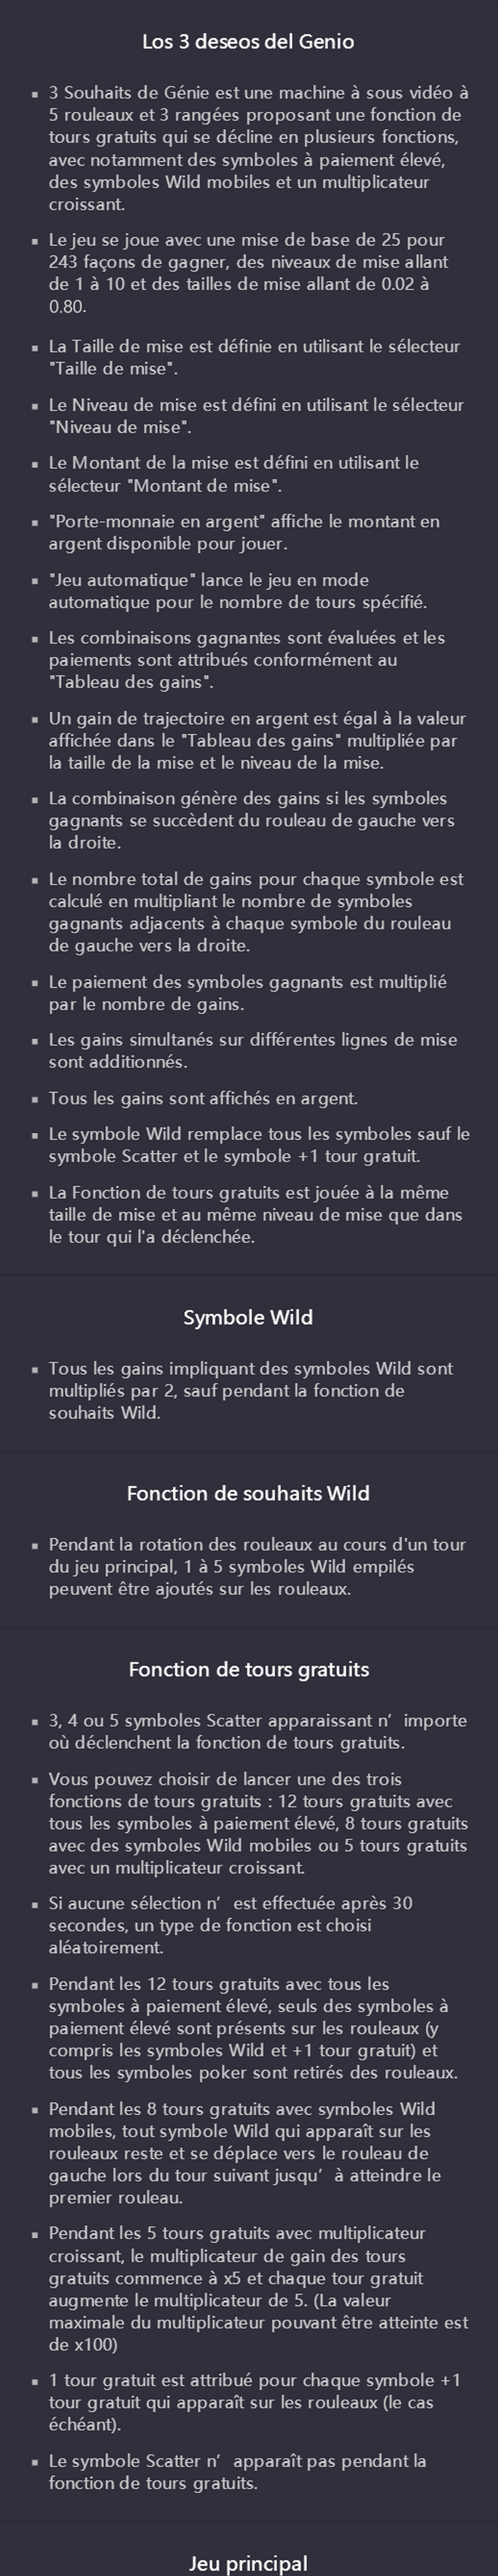 Los 3 deseos del Genio
3 Souhaits de Génie est une machine à sous vidéo à
5 rouleaux et 3 rangées proposant une fonction de
tours gratuits qui se décline en plusieurs fonctions,
avec notamment des symboles à paiement élevé,
des symboles Wild mobiles et un multiplicateur
croissant.
Le jeu se joue avec une mise de base de 25 pour
243 façons de gagner, des niveaux de mise allant
de 1 à 10 et des tailles de mise allant de 0.02 à
0.80.
La Taille de mise est définie en utilisant le sélecteur
"Taille de mise".
Le Niveau de mise est défini en utilisant le sélecteur
"Niveau de mise".
Le Montant de la mise est défini en utilisant le
sélecteur "Montant de mise".
"Porte-monnaie en argent" affiche le montant en
argent disponible pour jouer.
"Jeu automatique" lance le jeu en mode
automatique pour le nombre de tours spécifié.
Les combinaisons gagnantes sont évaluées et les
paiements sont attribués conformément au
"Tableau des gains".
Un gain de trajectoire en argent est égal à la valeur
affichée dans le "Tableau des gains" multipliée par
la taille de la mise et le niveau de la mise.
La combinaison génère des gains si les symboles
gagnants se succèdent du rouleau de gauche vers
la droite.
Le nombre total de gains pour chaque symbole est
calculé en multipliant le nombre de symboles
gagnants adjacents à chaque symbole du rouleau
de gauche vers la droite.
Le paiement des symboles gagnants est multiplié
par le nombre de gains.
Les gains simultanés sur différentes lignes de mise
sont additionnés.
Tous les gains sont affichés en argent.
Le symbole Wild remplace tous les symboles sauf le
symbole Scatter et le symbole +1 tour gratuit.
La Fonction de tours gratuits est jouée à la même
taille de mise et au même niveau de mise que dans
le tour qui l'a déclenchée.
Symbole Wild
Tous les gains impliquant des symboles Wild sont
multipliés par 2, sauf pendant la fonction de
souhaits Wild.
Fonction de souhaits Wild
Pendant la rotation des rouleaux au cours d'un tour
du jeu principal, 1 à 5 symboles Wild empilés
peuvent être ajoutés sur les rouleaux.
Fonction de tours gratuits
3, 4 ou 5 symboles Scatter apparaissant n’importe
où déclenchent la fonction de tours gratuits.
Vous pouvez choisir de lancer une des trois
fonctions de tours gratuits : 12 tours gratuits avec
tous les symboles à paiement élevé, 8 tours gratuits
avec des symboles Wild mobiles ou 5 tours gratuits
avec un multiplicateur croissant.
Si aucune sélection n’est effectuée après 30
secondes, un type de fonction est choisi
aléatoirement.
Pendant les 12 tours gratuits avec tous les
symboles à paiement élevé, seuls des symboles à
paiement élevé sont présents sur les rouleaux (y
compris les symboles Wild et +1 tour gratuit) et
tous les symboles poker sont retirés des rouleaux.
Pendant les 8 tours gratuits avec symboles Wild
mobiles, tout symbole Wild qui apparaît sur les
rouleaux reste et se déplace vers le rouleau de
gauche lors du tour suivant jusqu’à atteindre le
premier rouleau.
Pendant les 5 tours gratuits avec multiplicateur
croissant, le multiplicateur de gain des tours
gratuits commence à x5 et chaque tour gratuit
augmente le multiplicateur de 5. (La valeur
maximale du multiplicateur pouvant être atteinte est
de x100)
1 tour gratuit est attribué pour chaque symbole +1
tour gratuit qui apparaît sur les rouleaux (le cas
échéant).
Le symbole Scatter n’apparaît pas pendant la
fonction de tours gratuits.
Jeu principal